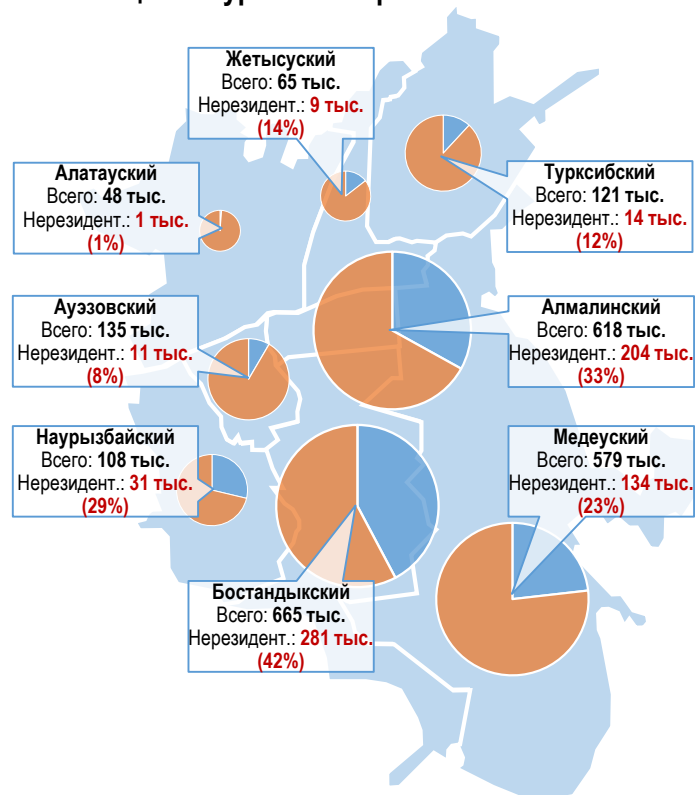 Жетысуский
Всего: 65 тыс.
Нерезидент.: 9 тыс.
(14%)
Алатауский
Всего: 48 тыс.
Нерезидент.: 1 тыс.
(1%)
Турксибский
Всего: 121 тыс.
Нерезидент.: 14 тыс.
(12%)
Ауэзовский
Всего: 135 тыс.
Нерезидент.: 11 тыс.
(8%)
Алмалинский
Всего: 618 тыс.
Нерезидент.: 204 тыс.
(33%)
Наурызбайский
Всего: 108 тыс.
Нерезидент.: 31 тыс.
(29%)
Медеуский
Всего: 579 тыс.
Нерезидент.: 134 тыс.
(23%)
Бостандыкский
Всего: 665 тыс.
Нерезидент.: 281 тыс.
(42%)